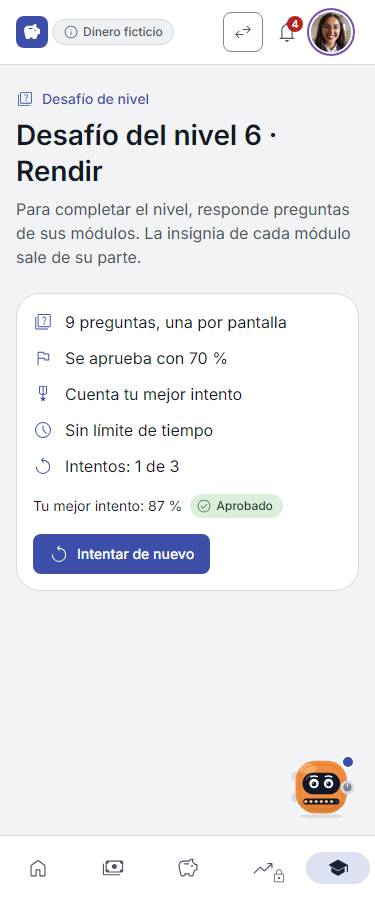 Dinero ficticio
4
Desafío de nivel
Desafío del nivel 6 ·
Rendir
Para completar el nivel, responde preguntas
de sus módulos. La insignia de cada módulo
sale de su parte.
9 preguntas, una por pantalla
Se aprueba con 70 %
Cuenta tu mejor intento
Sin límite de tiempo
Intentos: 1 de 3
Tu mejor intento: 87 % Aprobado
Intentar de nuevo